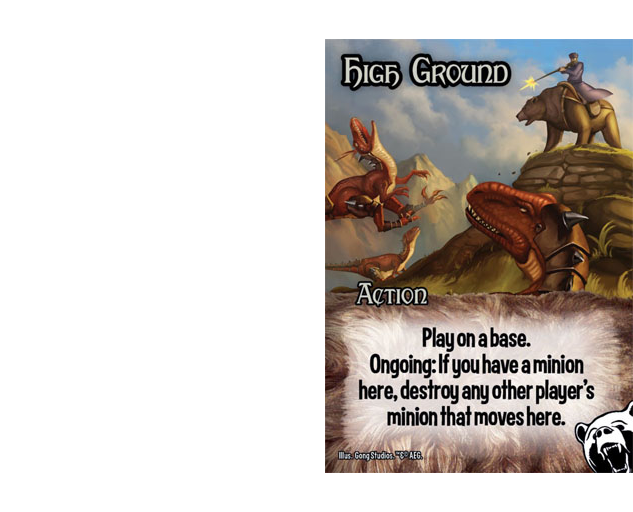 High Ground
Action
Play on a base.
Ongoing: If you have a minion
here, destroy any other player's
minion that moves here.
Illus. Gong Studios. ™&© AEG.